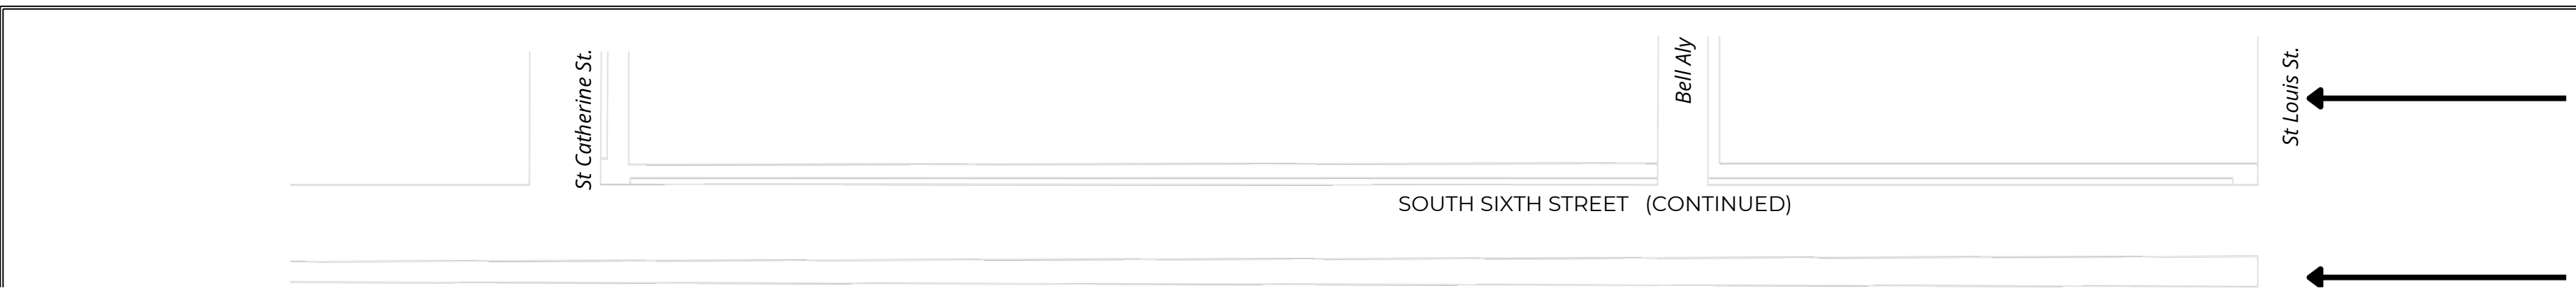 St Catherine St.
Bell Aly
St Louis St.
SOUTH SIXTH STREET (CONTINUED)